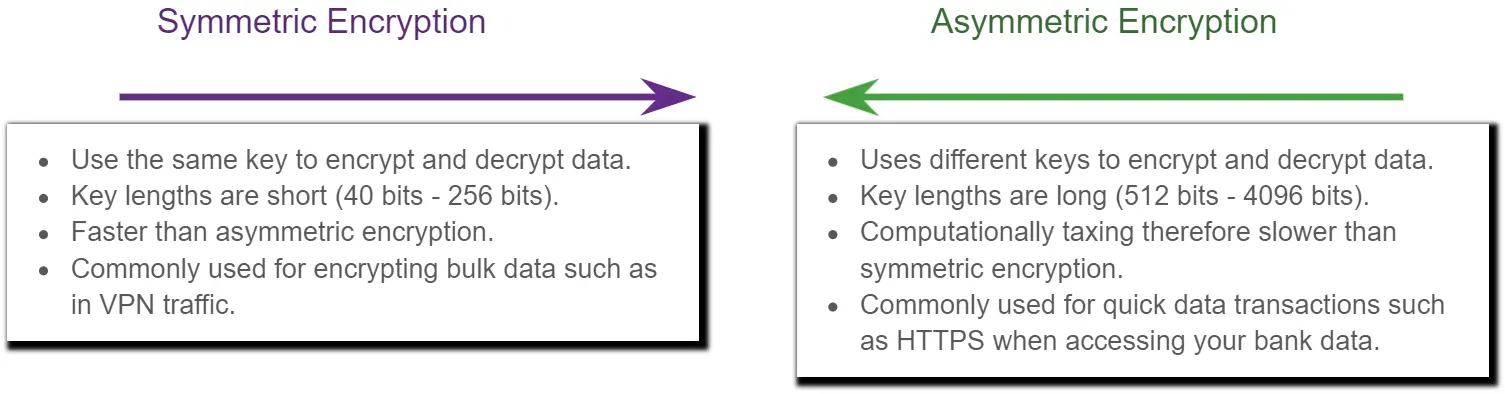 Symmetric Encryption
Use the same key to encrypt and decrypt data.
Key lengths are short (40 bits - 256 bits).
Faster than asymmetric encryption.
Commonly used for encrypting bulk data such as
in VPN traffic.
Asymmetric Encryption
Uses different keys to encrypt and decrypt data.
Key lengths are long (512 bits - 4096 bits).
Computationally taxing therefore slower than
symmetric encryption.
Commonly used for quick data transactions such
as HTTPS when accessing your bank data.